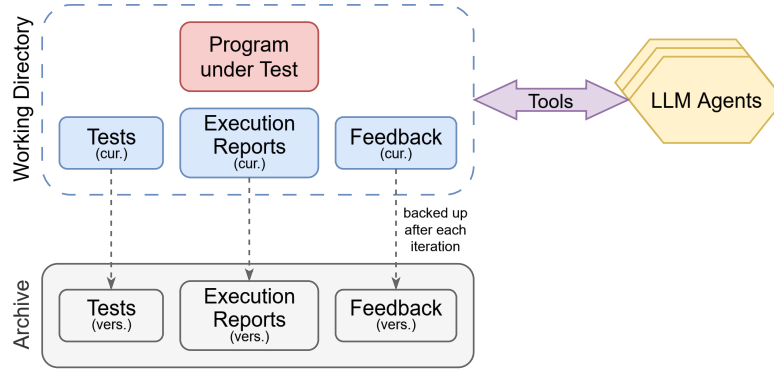 Working Directory
Program
under Test
Tests
(cur.)
Execution
Reports
(cur.)
Feedback
(cur.)
Tools
LLM Agents
backed up
after each
iteration
Archive
Tests
(vers.)
Execution
Reports
(vers.)
Feedback
(vers.)